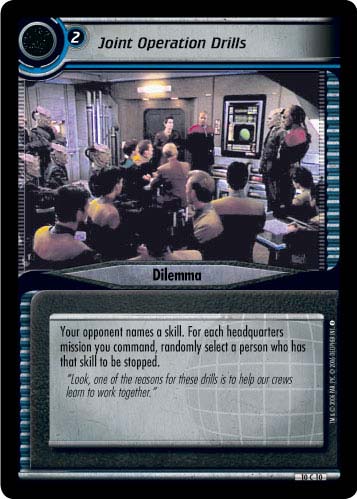 2
Joint Operation Drills
Dilemma
Your opponent names a skill. For each headquarters
mission you command, randomly select a person who has
that skill to be stopped.
"Look, one of the reasons for these drills is to help our crews
learn to work together."
10 C 10